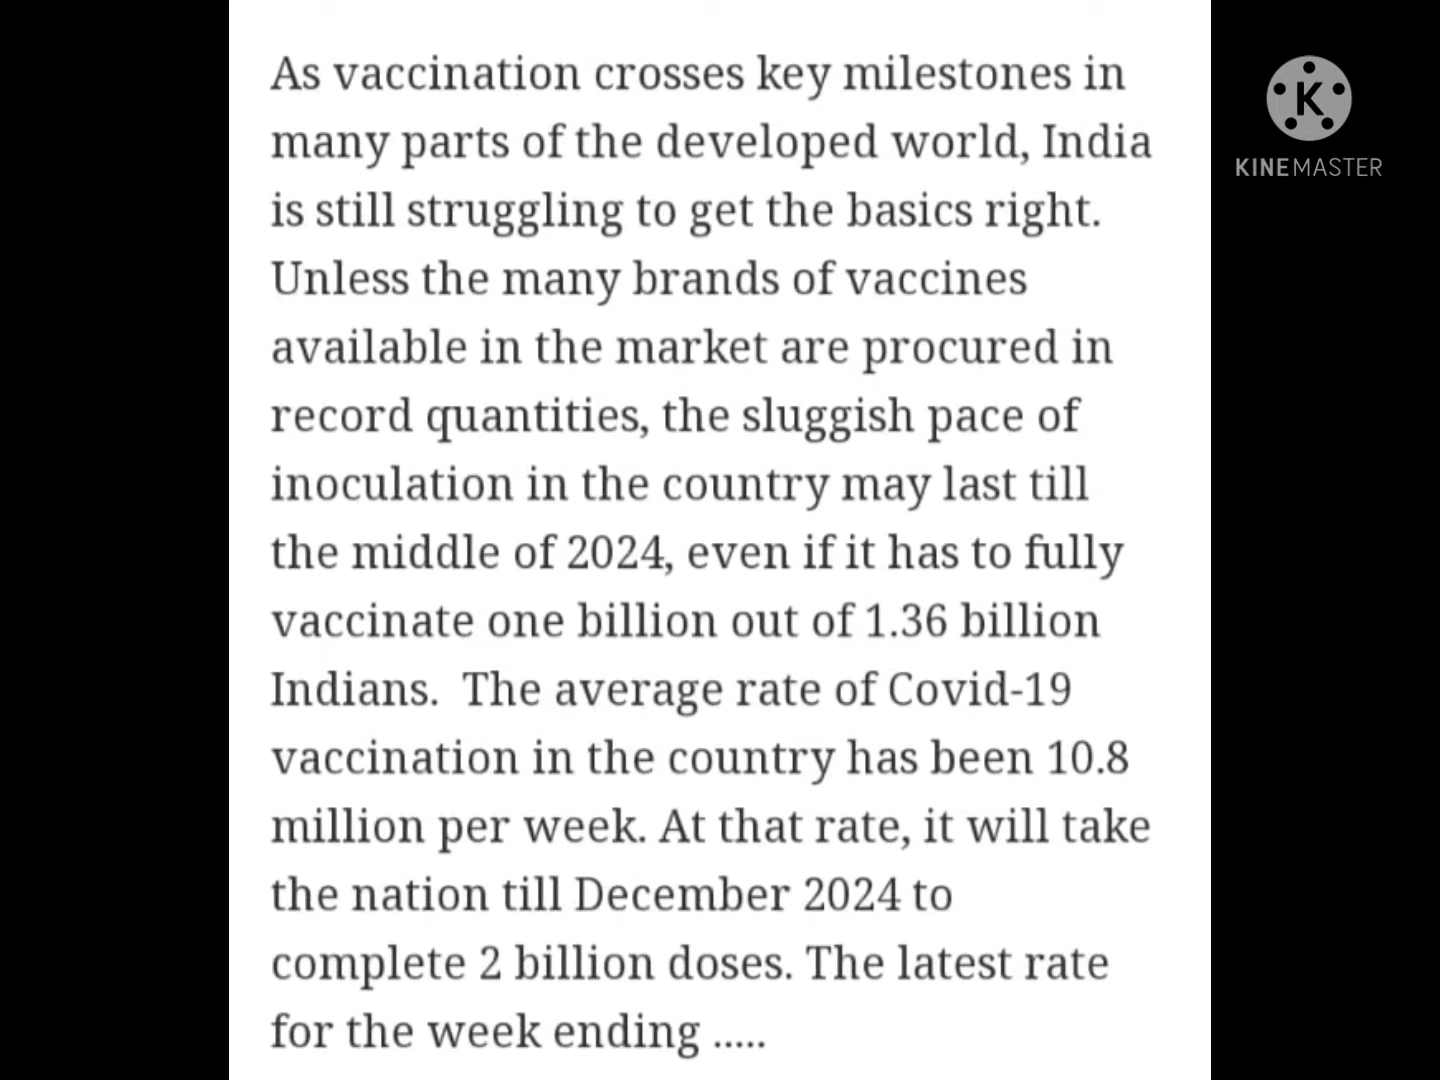 As vaccination crosses key milestones in
many parts of the developed world, India
is still struggling to get the basics right.
Unless the many brands of vaccines
available in the market are procured in
record quantities, the sluggish pace of
inoculation in the country may last till
the middle of 2024, even if it has to fully
vaccinate one billion out of 1.36 billion
Indians.  The average rate of Covid-19
vaccination in the country has been 10.8
million per week. At that rate, it will take
the nation till December 2024 to
complete 2 billion doses. The latest rate
for the week ending .....
K
KINEMASTER